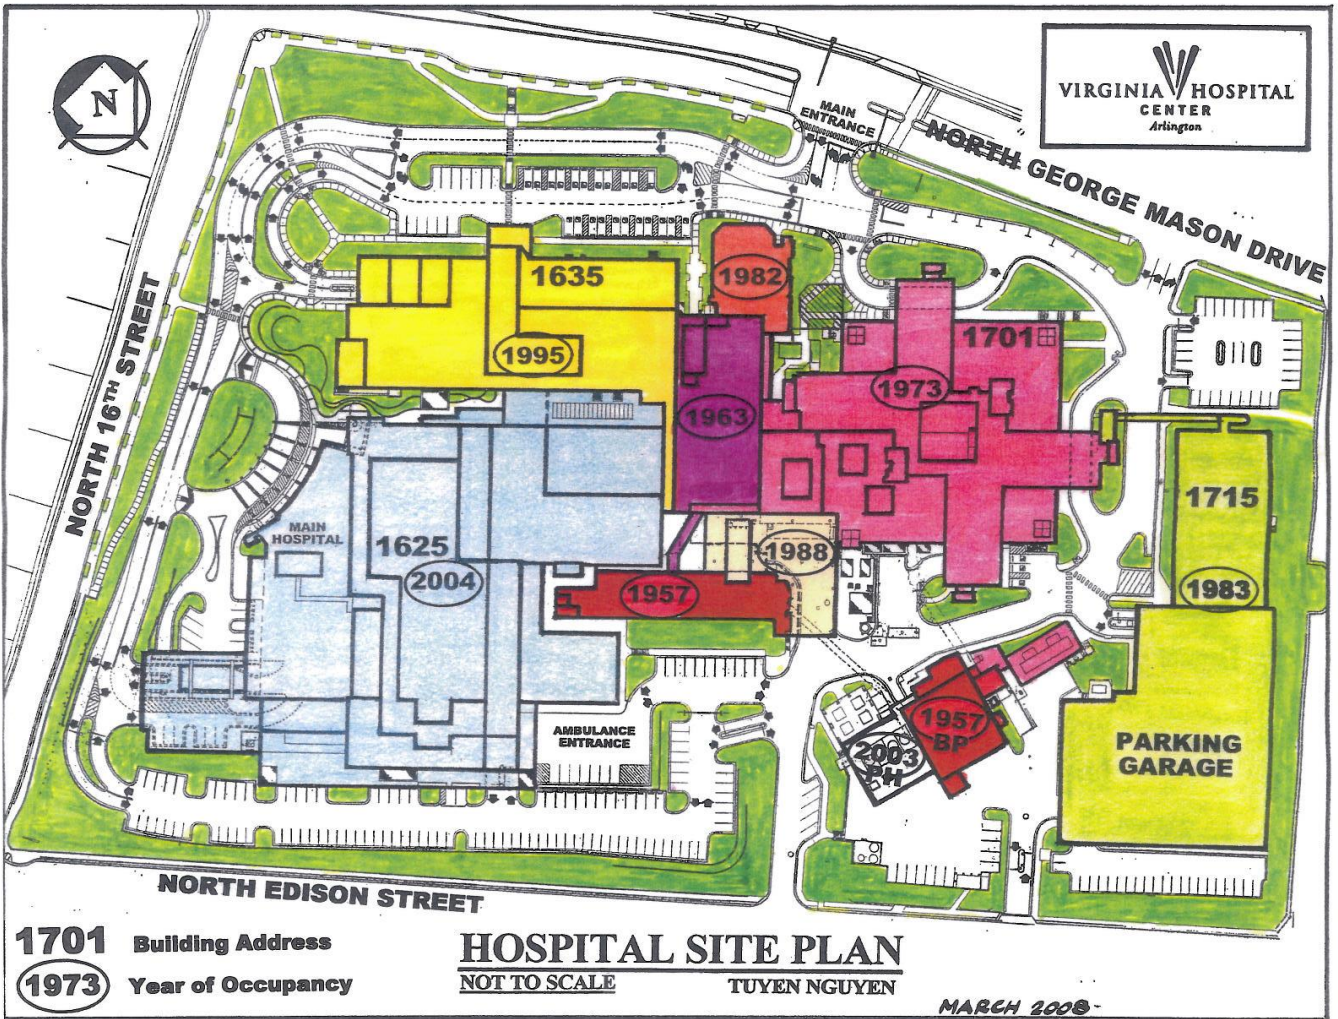 N
VIRGINIA HOSPITAL
CENTER
Arlington
MAIN
ENTRANCE
NORTH GEORGE MASON DRIVE
NORTH 16TH STREET
1635
1995
1982
1963
1701
1973
1715
1983
MAIN
HOSPITAL
1625
2004
1988
1957
AMBULANCE
ENTRANCE
1957
BP
2003
PH
PARKING
GARAGE
NORTH EDISON STREET
1701 Building Address
1973 Year of Occupancy
HOSPITAL SITE PLAN
NOT TO SCALE TUYEN NGUYEN
MARCH 2008-